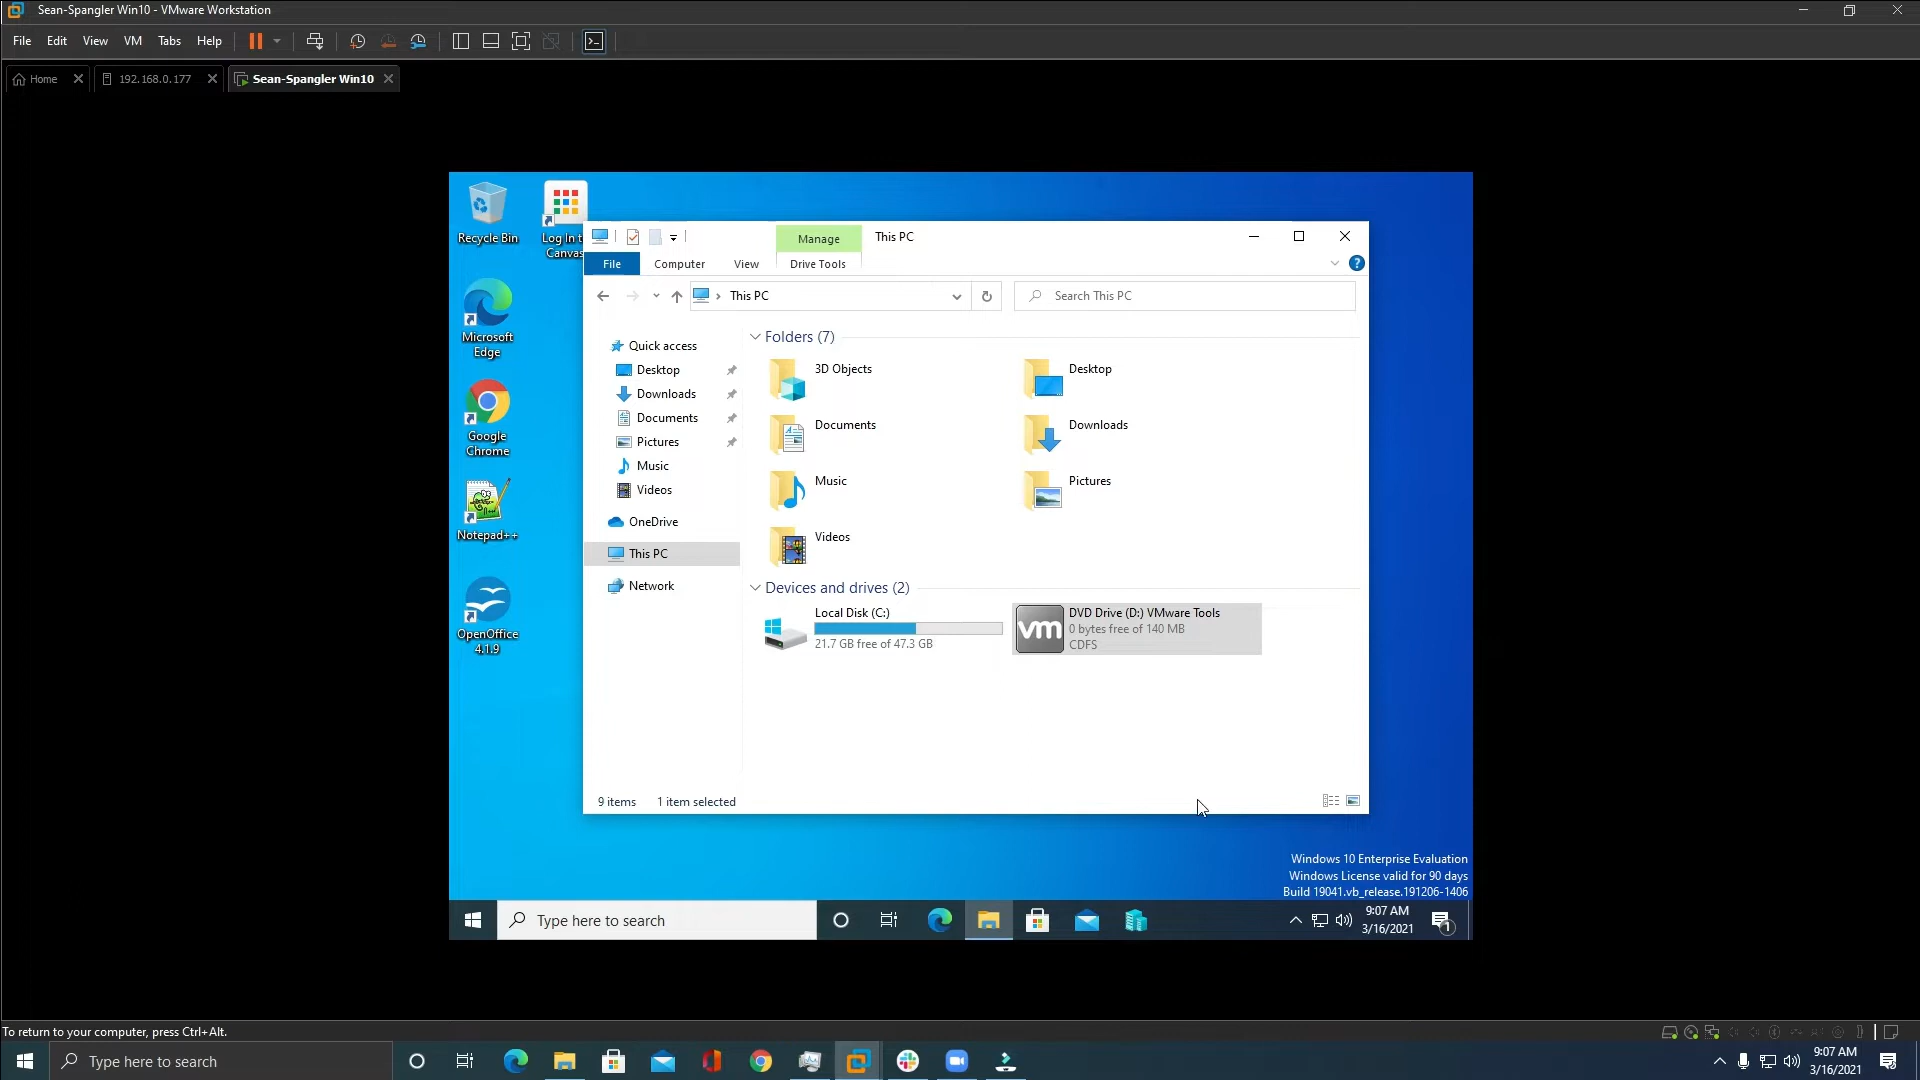 Sean-Spangler Win10 - VMware Workstation
File Edit View VM Tabs Help
Home 192.168.0.177 Sean-Spangler Win10
Recycle Bin
Log In t
Canvas
Microsoft
Edge
Google
Chrome
Notepad++
OpenOffice
4.1.9
Manage This PC
File Computer View Drive Tools
This PC Search This PC
Quick access
Desktop
Downloads
Documents
Pictures
Music
Videos
OneDrive
This PC
Network
Folders (7)
3D Objects Desktop
Documents Downloads
Music Pictures
Videos
Devices and drives (2)
Local Disk (C:)
21.7 GB free of 47.3 GB
vm
DVD Drive (D:) VMware Tools
0 bytes free of 140 MB
CDFS
9 items 1 item selected
Windows 10 Enterprise Evaluation
Windows License valid for 90 days
Build 19041.vb_release.191206-1406
Type here to search
9:07 AM
3/16/2021
1
To return to your computer, press Ctrl+Alt.
Type here to search
9:07 AM
3/16/2021